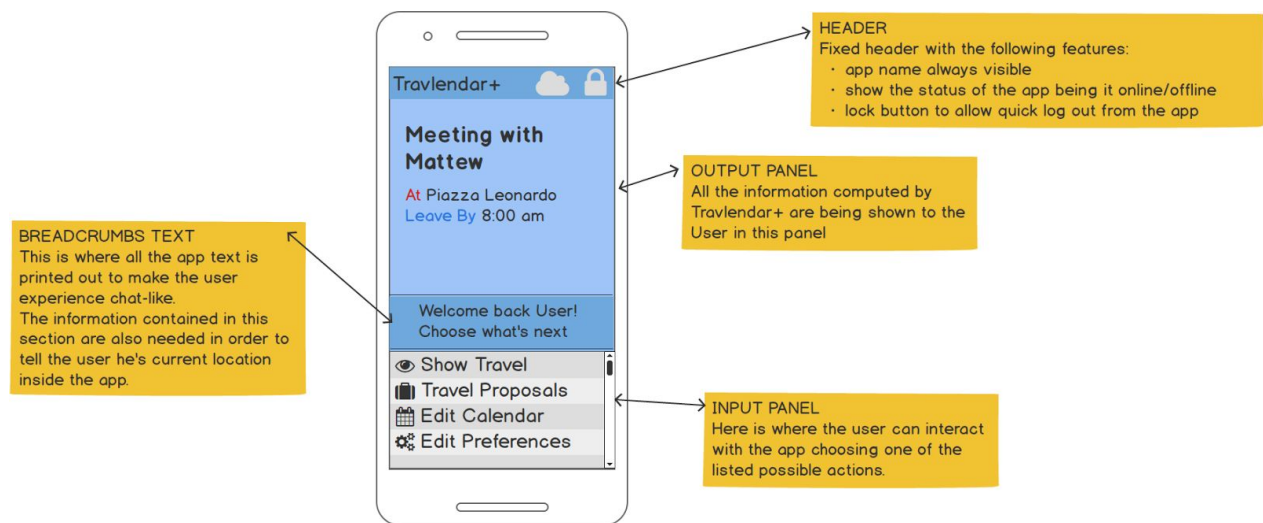 Travlendar+
Meeting with
Mattew
At Piazza Leonardo
Leave By 8:00 am
Welcome back User!
Choose what's next
Show Travel
Travel Proposals
Edit Calendar
Edit Preferences
HEADER
Fixed header with the following features:
· app name always visible
· show the status of the app being it online/offline
· lock button to allow quick log out from the app
OUTPUT PANEL
All the information computed by
Travlendar+ are being shown to the
User in this panel
BREADCRUMBS TEXT
This is where all the app text is
printed out to make the user
experience chat-like.
The information contained in this
section are also needed in order to
tell the user he's current location
inside the app.
INPUT PANEL
Here is where the user can interact
with the app choosing one of the
listed possible actions.